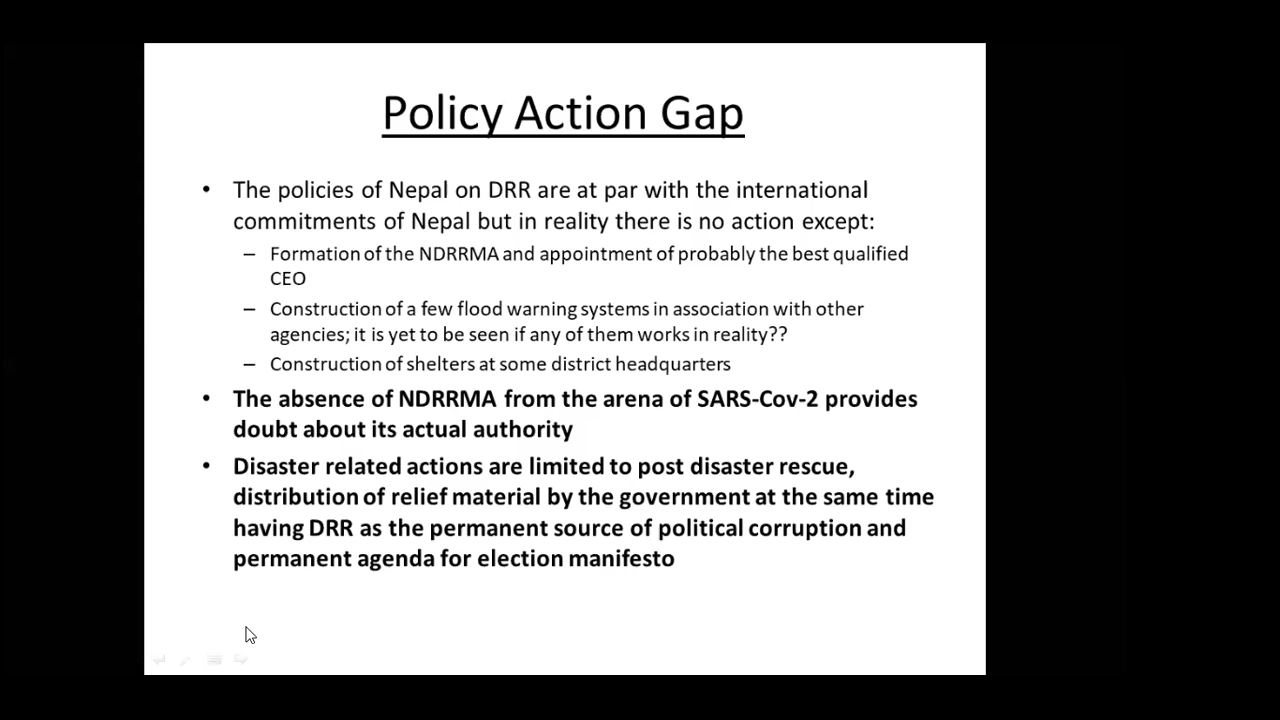 Policy Action Gap
• The policies of Nepal on DRR are at par with the international
commitments of Nepal but in reality there is no action except:
– Formation of the NDRRMA and appointment of probably the best qualified
CEO
– Construction of a few flood warning systems in association with other
agencies; it is yet to be seen if any of them works in reality??
– Construction of shelters at some district headquarters
• The absence of NDRRMA from the arena of SARS-Cov-2 provides
doubt about its actual authority
• Disaster related actions are limited to post disaster rescue,
distribution of relief material by the government at the same time
having DRR as the permanent source of political corruption and
permanent agenda for election manifesto